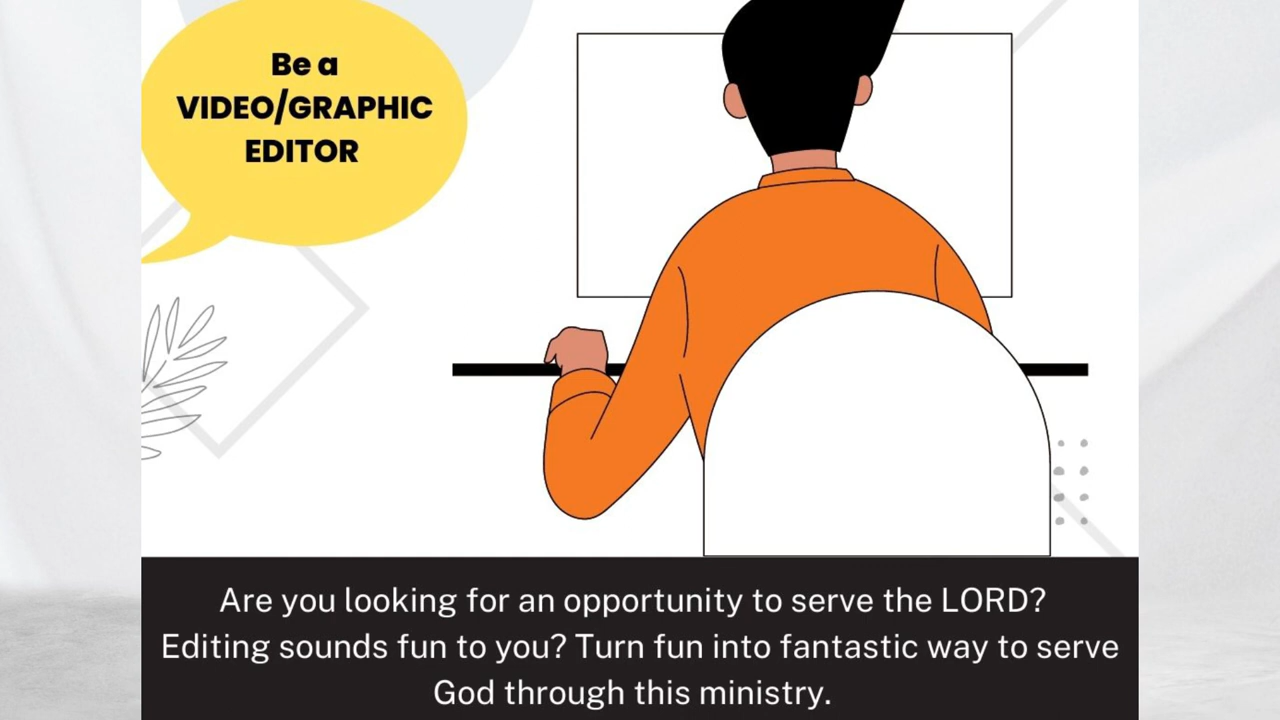 Be a
VIDEO/GRAPHIC
EDITOR
Are you looking for an opportunity to serve the LORD?
Editing sounds fun to you? Turn fun into fantastic way to serve
God through this ministry.